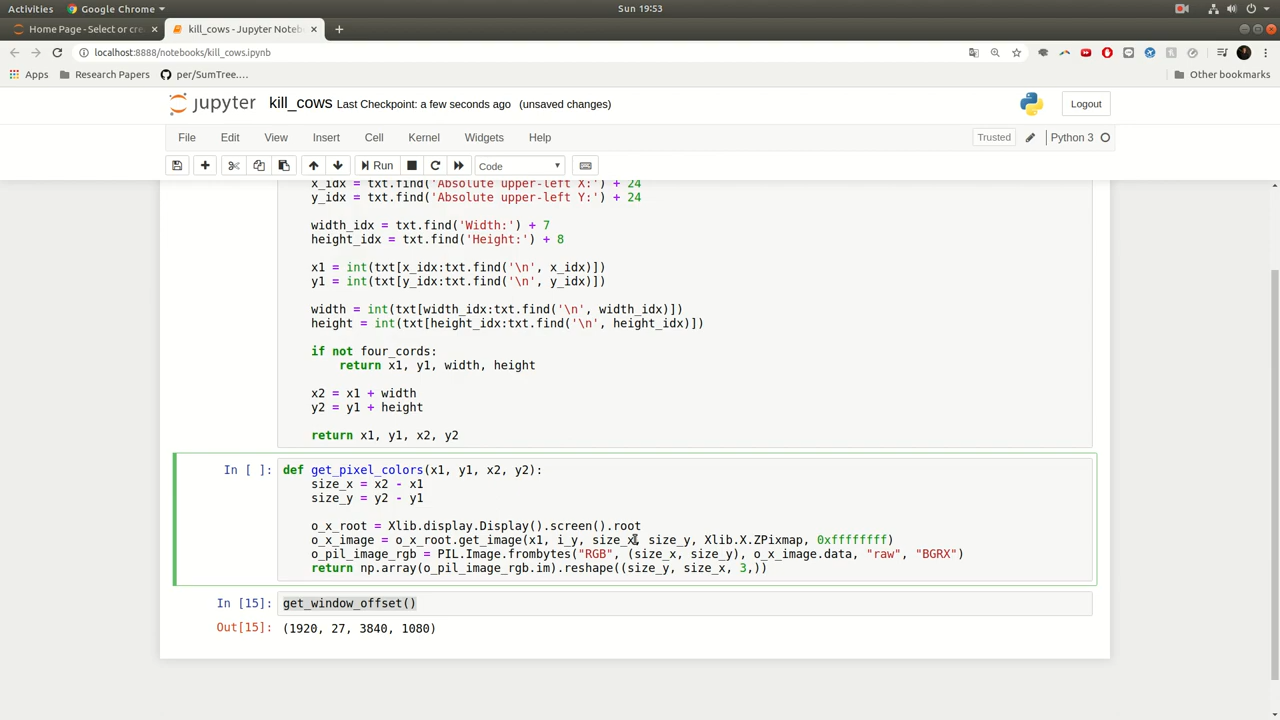 Activities
Google Chrome
Sun 19:53
Home Page - Select or cre
kill_cows - Jupyter Noteb
localhost:8888/notebooks/kill_cows.ipynb
Apps
Research Papers
per/SumTree....
Other bookmarks
jupyter
kill_cows Last Checkpoint: a few seconds ago (unsaved changes)
Logout
File Edit View Insert Cell Kernel Widgets Help
Trusted
Python 3
Run
Code
x_idx = txt.find('Absolute upper-left X:') + 24
y_idx = txt.find('Absolute upper-left Y:') + 24
width_idx = txt.find('Width:') + 7
height_idx = txt.find('Height:') + 8
x1 = int(txt[x_idx:txt.find('\n', x_idx)])
y1 = int(txt[y_idx:txt.find('\n', y_idx)])
width = int(txt[width_idx:txt.find('\n', width_idx)])
height = int(txt[height_idx:txt.find('\n', height_idx)])
if not four_cords:
return x1, y1, width, height
x2 = x1 + width
y2 = y1 + height
return x1, y1, x2, y2
In [ ]: def get_pixel_colors(x1, y1, x2, y2):
size_x = x2 - x1
size_y = y2 - y1
o_x_root = Xlib.display.Display().screen().root
o_x_image = o_x_root.get_image(x1, i_y, size_x, size_y, Xlib.X.ZPixmap, 0xffffffff)
o_pil_image_rgb = PIL.Image.frombytes("RGB", (size_x, size_y), o_x_image.data, "raw", "BGRX")
return np.array(o_pil_image_rgb.im).reshape((size_y, size_x, 3,))
In [15]: get_window_offset()
Out[15]: (1920, 27, 3840, 1080)